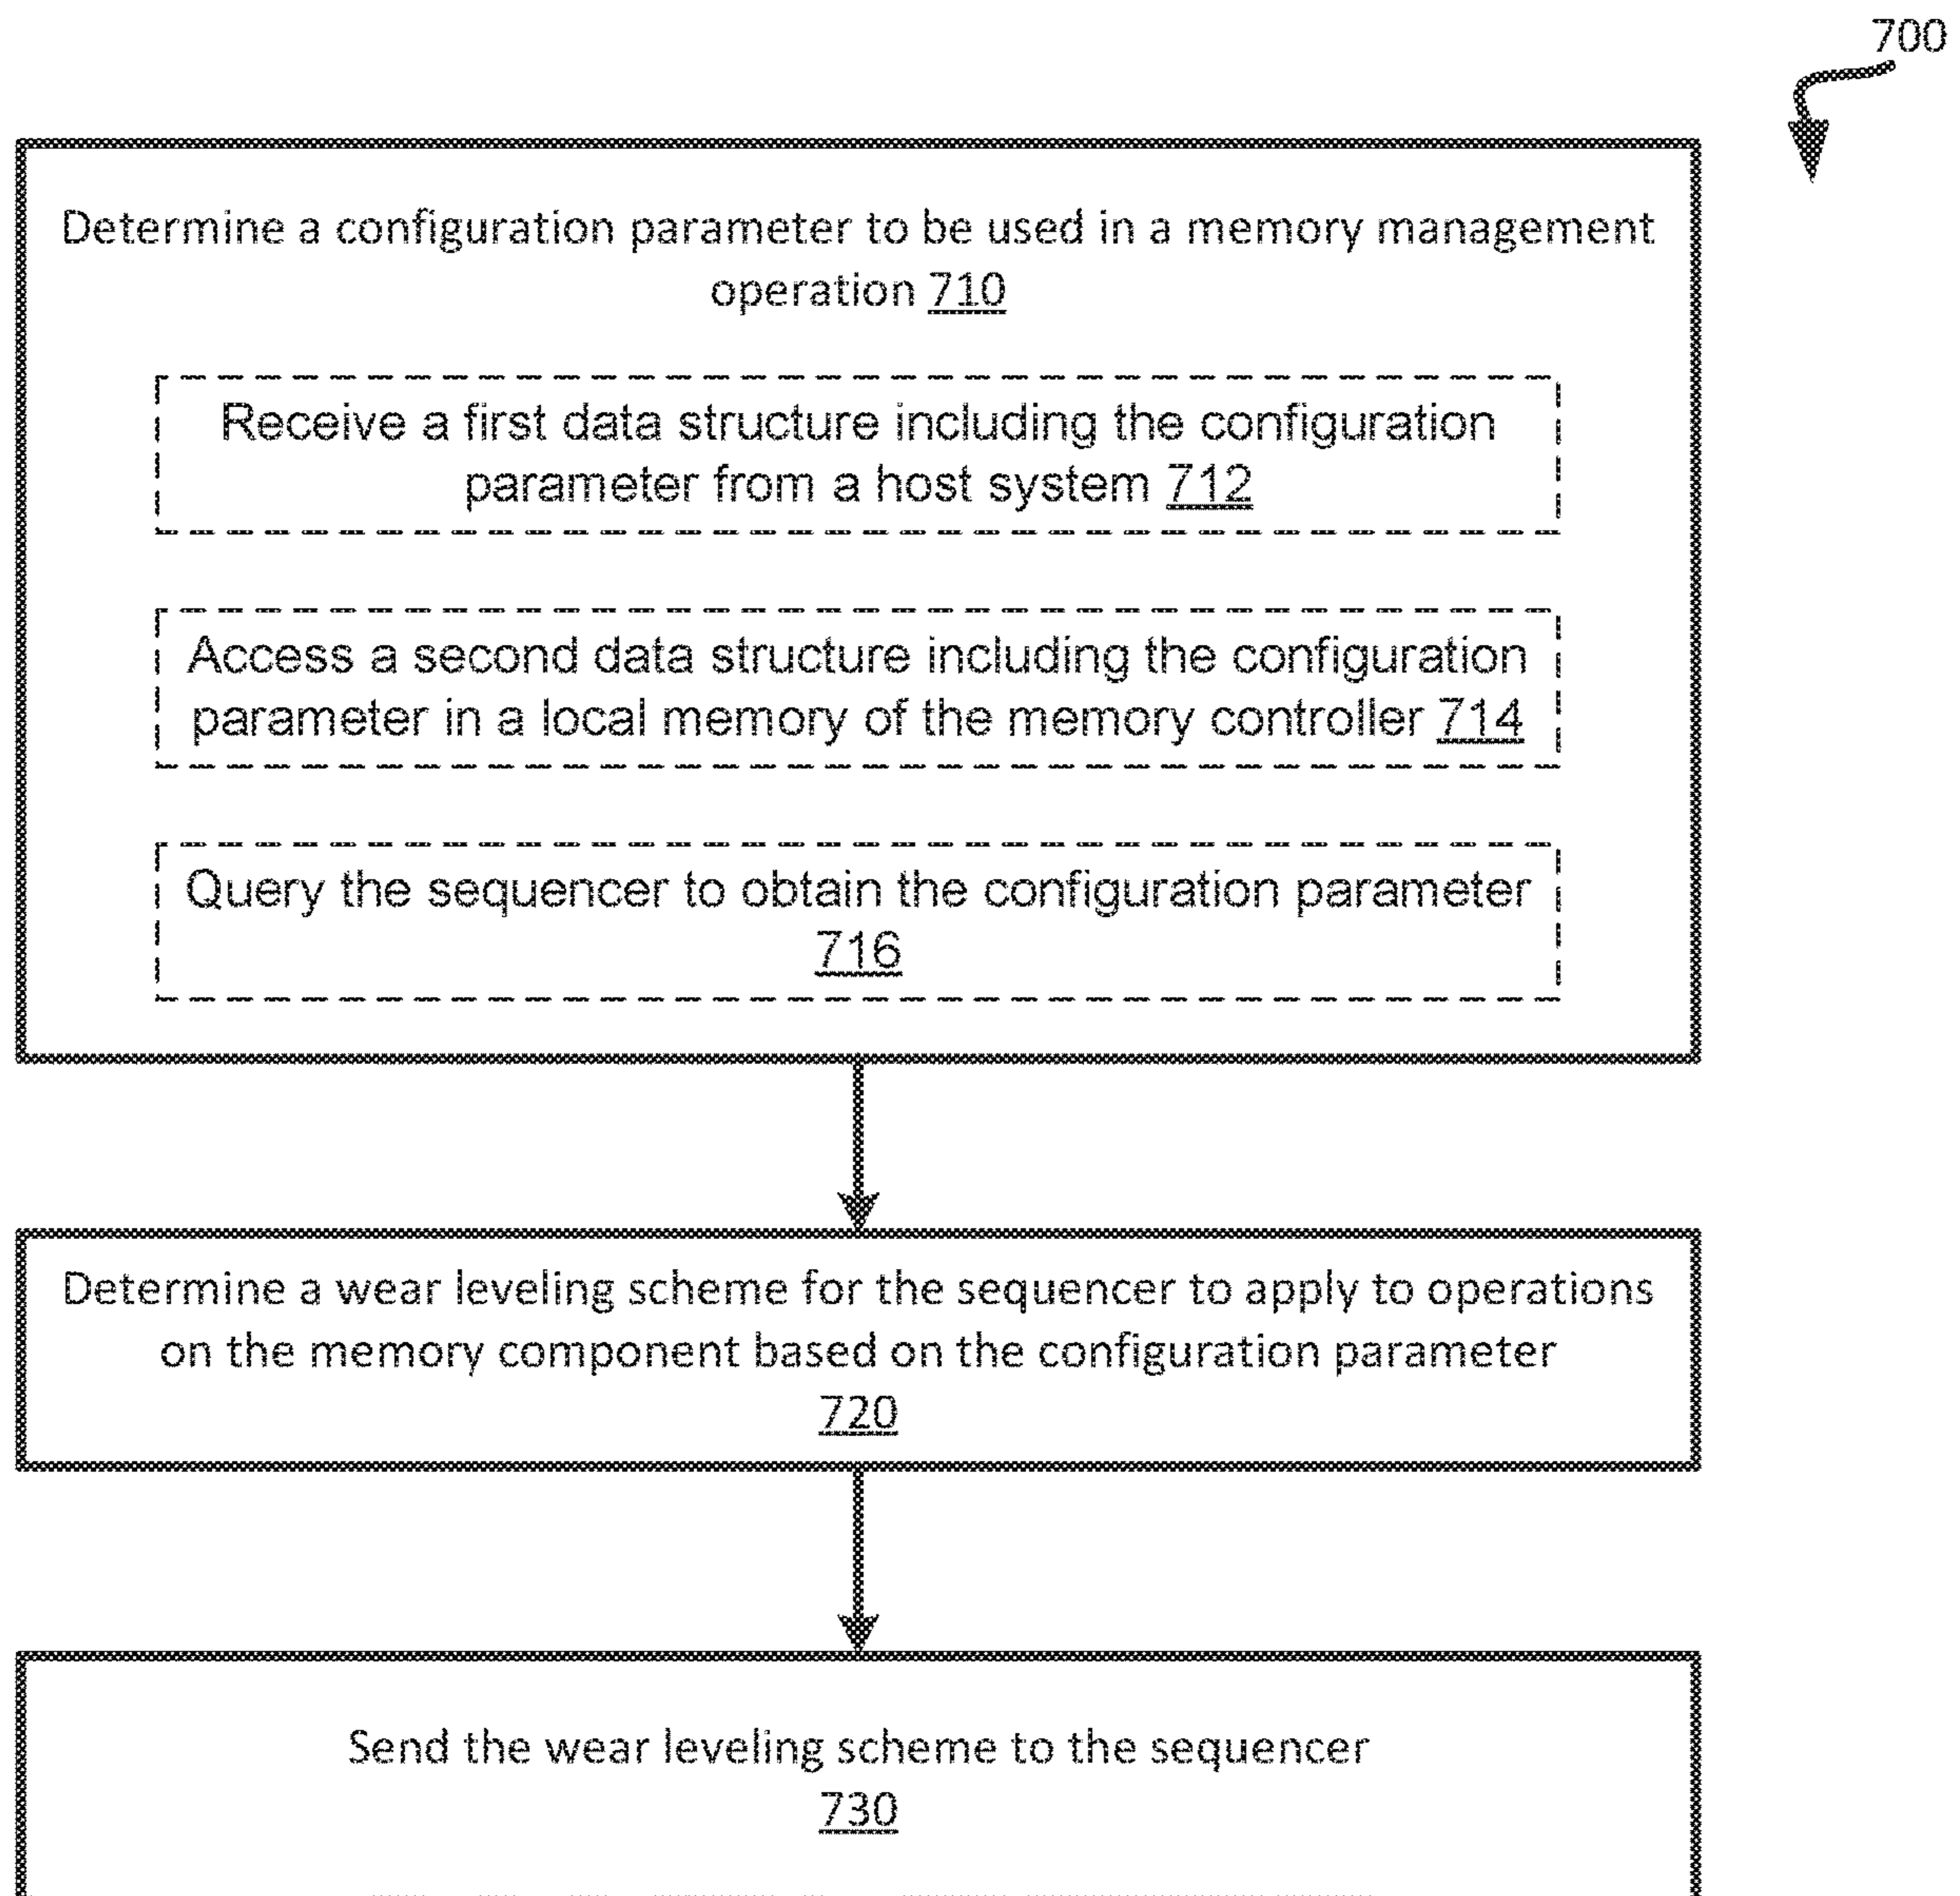 700
Determine a configuration parameter to be used in a memory management
operation 710
Receive a first data structure including the configuration
parameter from a host system 712
Access a second data structure including the configuration
parameter in a local memory of the memory controller 714
Query the sequencer to obtain the configuration parameter
716
Determine a wear leveling scheme for the sequencer to apply to operations
on the memory component based on the configuration parameter
720
Send the wear leveling scheme to the sequencer
730